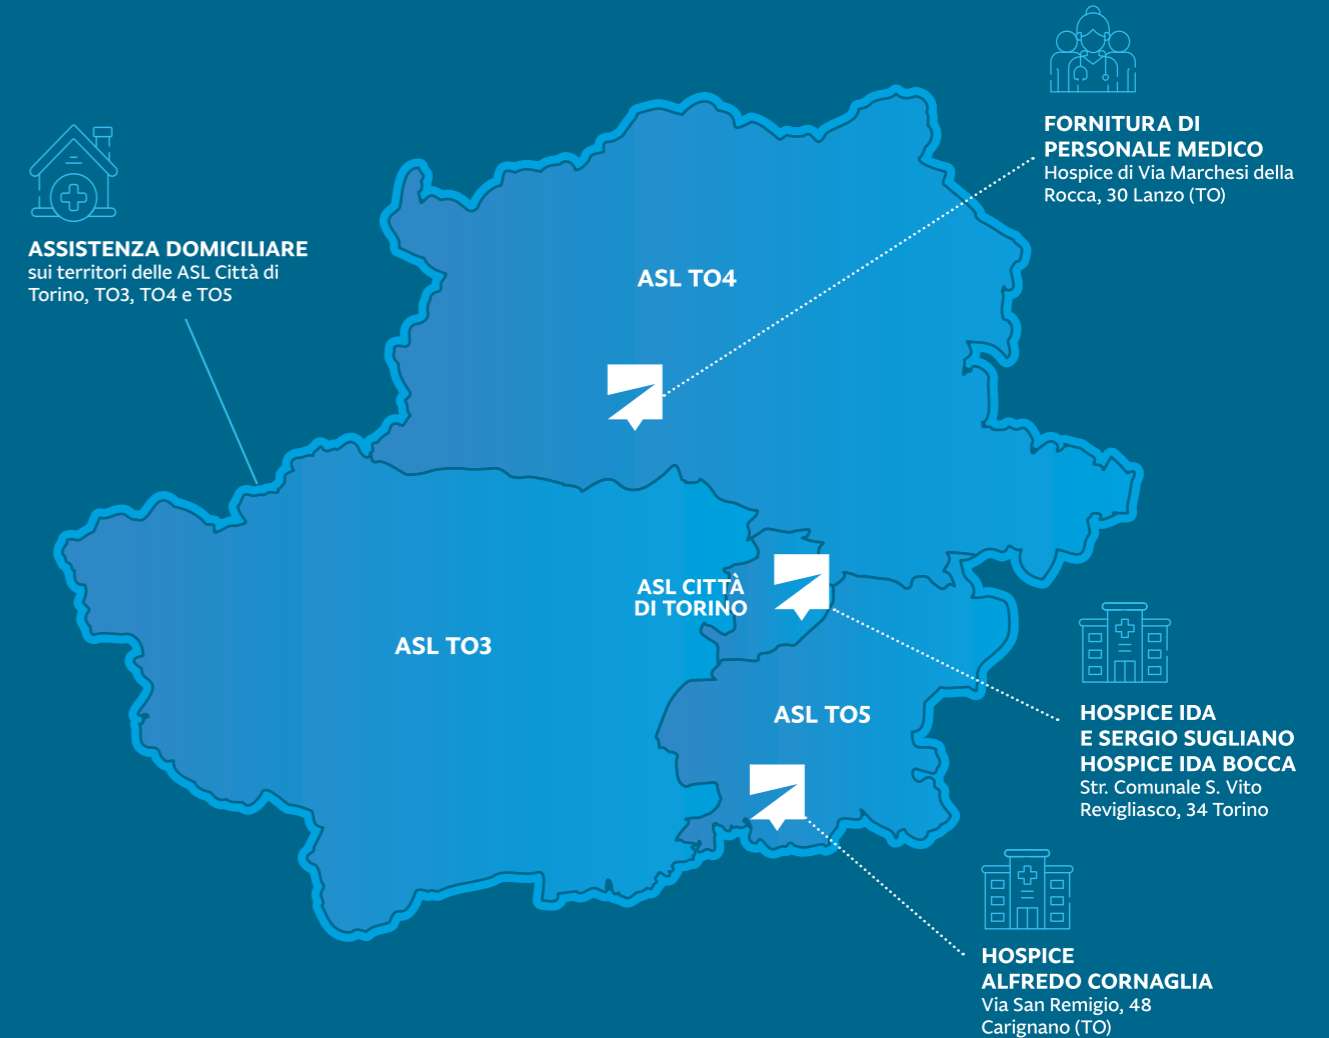 FORNITURA DI
PERSONALE MEDICO
Hospice di Via Marchesi della
Rocca, 30 Lanzo (TO)
ASSISTENZA DOMICILIARE
sui territori delle ASL Città di
Torino, TO3, TO4 e TO5
ASL TO4
ASL CITTÀ
DI TORINO
ASL TO3
ASL TO5
HOSPICE IDA
E SERGIO SUGLIANO
HOSPICE IDA BOCCA
Str. Comunale S. Vito
Revigliasco, 34 Torino
HOSPICE
ALFREDO CORNAGLIA
Via San Remigio, 48
Carignano (TO)